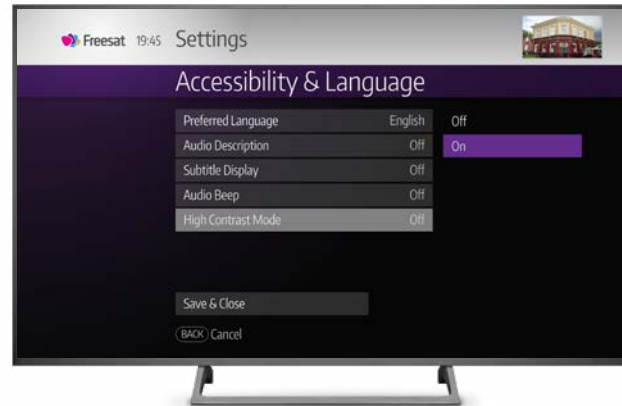 Freesat 19:45 Settings
Accessibility & Language
Preferred Language English Off
Audio Description Off On
Subtitle Display Off
Audio Beep Off
High Contrast Mode Off
Save & Close
BACK Cancel